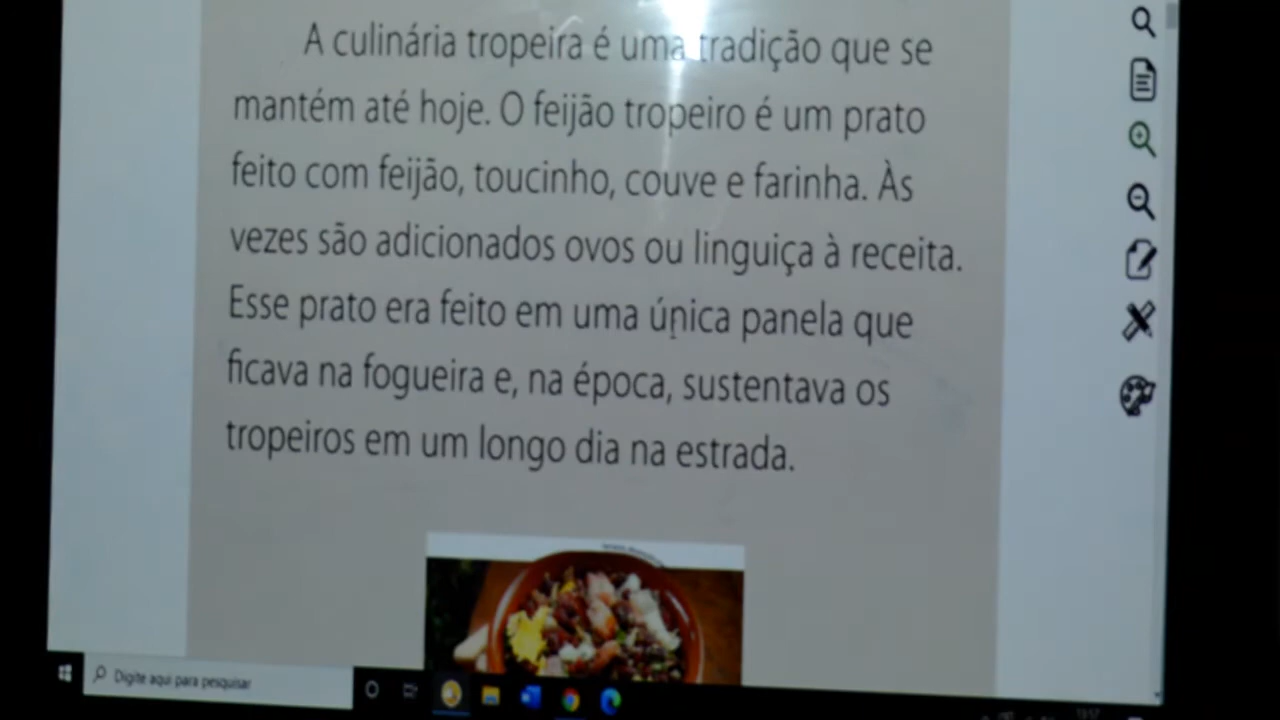 A culinária tropeira é uma tradição que se
mantém até hoje. O feijão tropeiro é um prato
feito com feijão, toucinho, couve e farinha. Às
vezes são adicionados ovos ou linguiça à receita.
Esse prato era feito em uma única panela que
ficava na fogueira e, na época, sustentava os
tropeiros em um longo dia na estrada.
Digite aqui para pesquisar